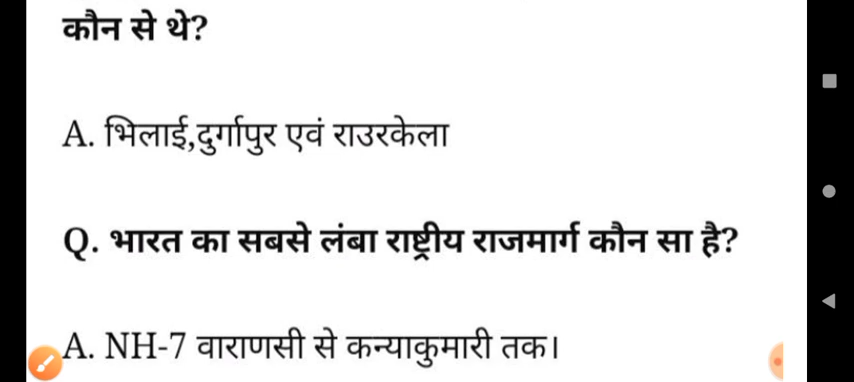 कौन से थे?
A. भिलाई,दुर्गापुर एवं राउरकेला
Q. भारत का सबसे लंबा राष्ट्रीय राजमार्ग कौन सा है?
A. NH-7 वाराणसी से कन्याकुमारी तक।